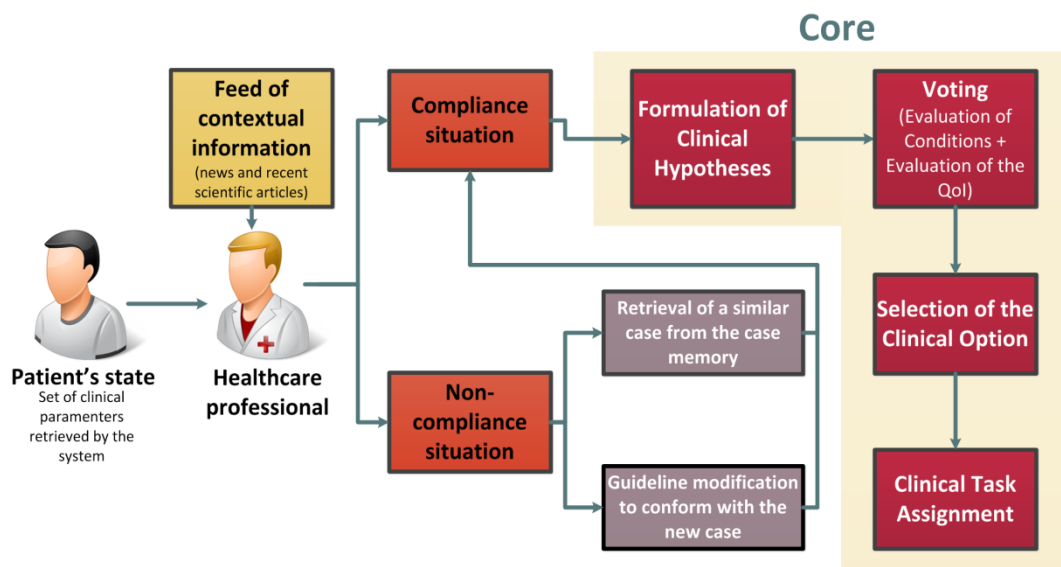 Core
Feed of
contextual
information
(news and recent
scientific articles)
Compliance
situation
Formulation of
Clinical
Hypotheses
Voting
(Evaluation of
Conditions +
Evaluation of the
QoI)
Patient's state
Set of clinical
paramenters
retrieved by the
system
Healthcare
professional
Non-
compliance
situation
Retrieval of a similar
case from the case
memory
Guideline modification
to conform with the
new case
Selection of the
Clinical Option
Clinical Task
Assignment